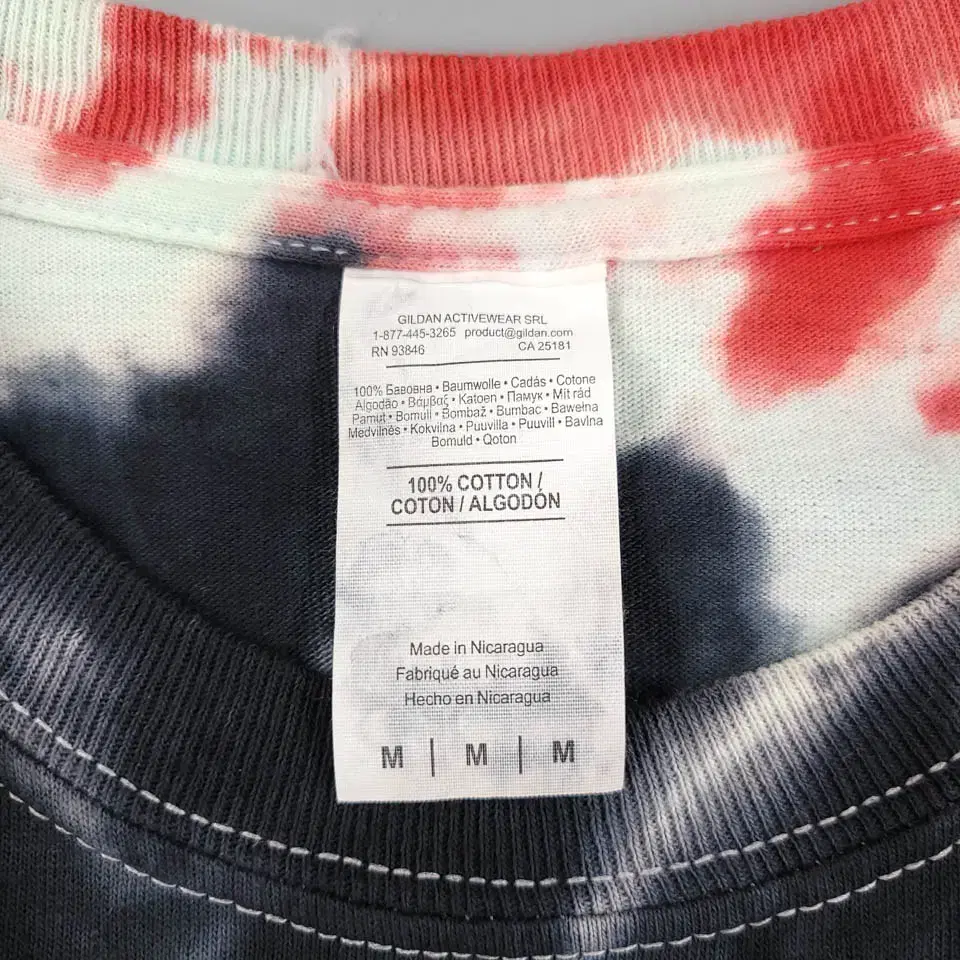 GILDAN ACTIVEWEAR SRL
1-877-445-3265 product@gildan.com
RN 93846 CA 25181
100% Бавовна • Baumwolle • Cadás • Cotone
Algodão • Βάμβαξ • Katoen • Памук • Mít rád
Pamut • Bomuli • Bombaž • Bumbac • Bawełna
Medvilnės • Kokvilna • Puuvilla • Puuvill • Bavlna
Bomuld • Qoton
100% COTTON /
COTON / ALGODÓN
Made in Nicaragua
Fabriqué au Nicaragua
Hecho en Nicaragua
M | M | M